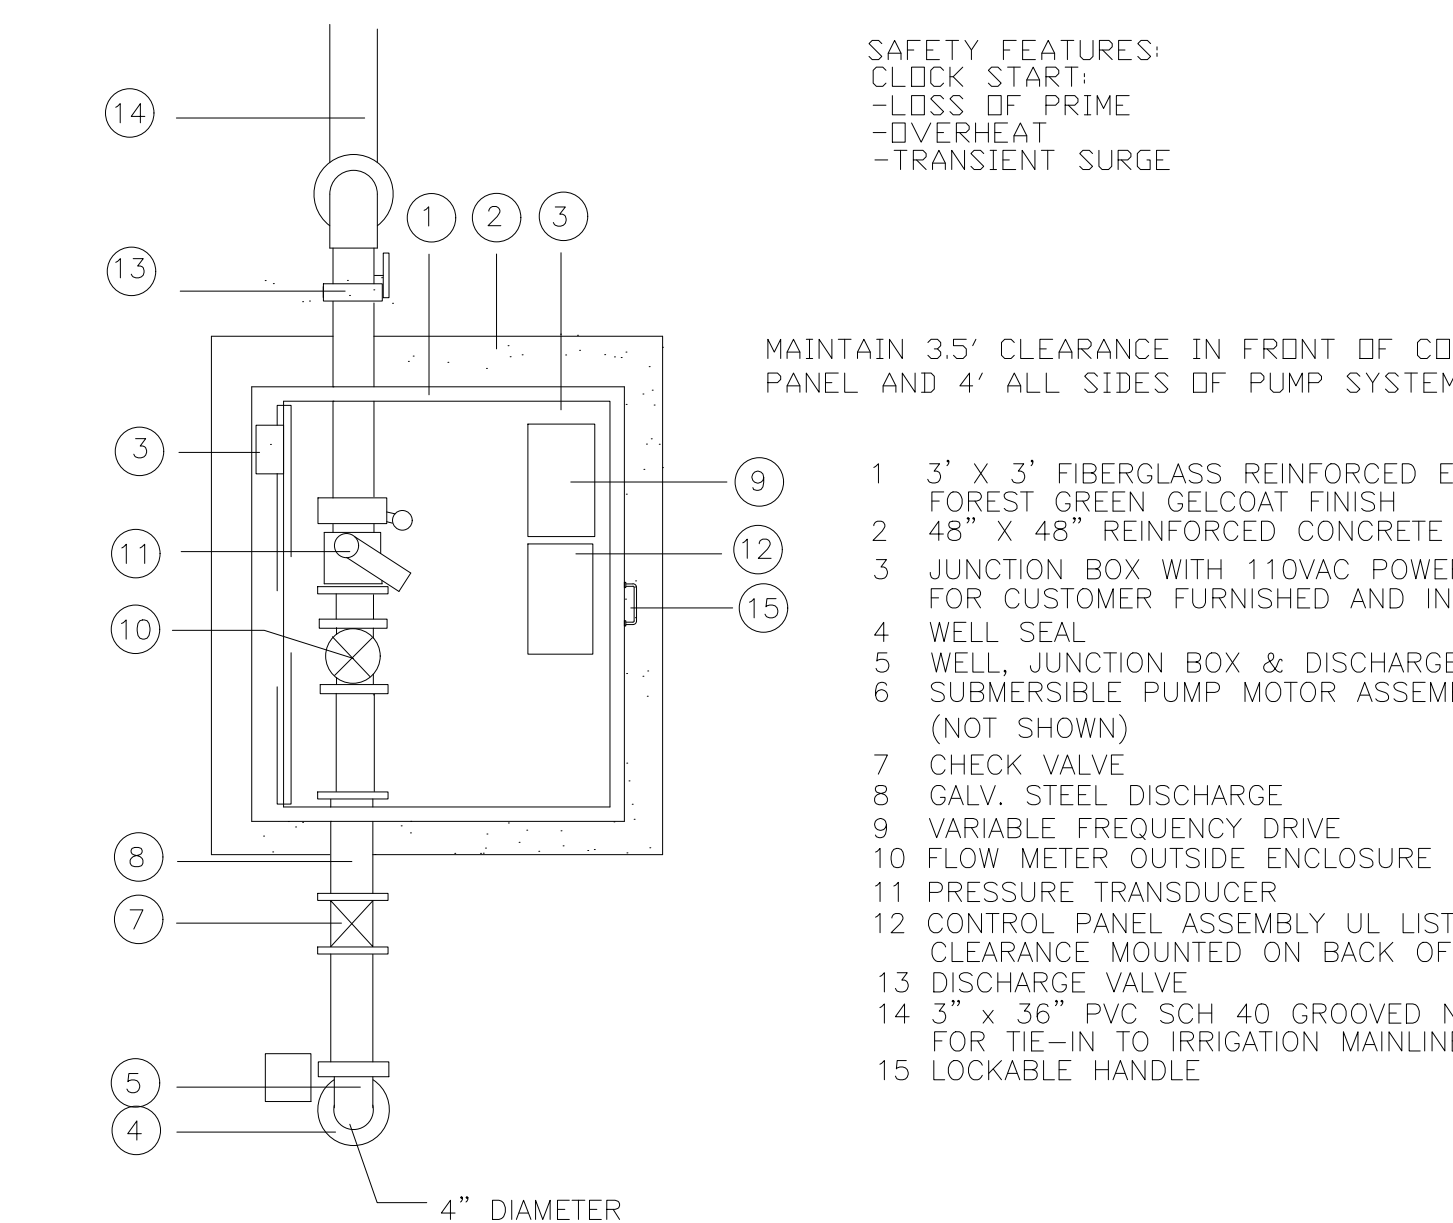 SAFETY FEATURES:
CLOCK START:
-LOSS OF PRIME
-OVERHEAT
-TRANSIENT SURGE
14
1
2
3
13
MAINTAIN 3.5' CLEARANCE IN FRONT OF CO
PANEL AND 4' ALL SIDES OF PUMP SYSTEM
3
9
11
12
10
15
8
7
5
4
4" DIAMETER
1 3' X 3' FIBERGLASS REINFORCED E
FOREST GREEN GELCOAT FINISH
2 48" X 48" REINFORCED CONCRETE
3 JUNCTION BOX WITH 110VAC POWER
FOR CUSTOMER FURNISHED AND IN
4 WELL SEAL
5 WELL, JUNCTION BOX & DISCHARGE
6 SUBMERSIBLE PUMP MOTOR ASSEM
(NOT SHOWN)
7 CHECK VALVE
8 GALV. STEEL DISCHARGE
9 VARIABLE FREQUENCY DRIVE
10 FLOW METER OUTSIDE ENCLOSURE
11 PRESSURE TRANSDUCER
12 CONTROL PANEL ASSEMBLY UL LIST
CLEARANCE MOUNTED ON BACK OF
13 DISCHARGE VALVE
14 3" x 36" PVC SCH 40 GROOVED N
FOR TIE-IN TO IRRIGATION MAINLINE
15 LOCKABLE HANDLE